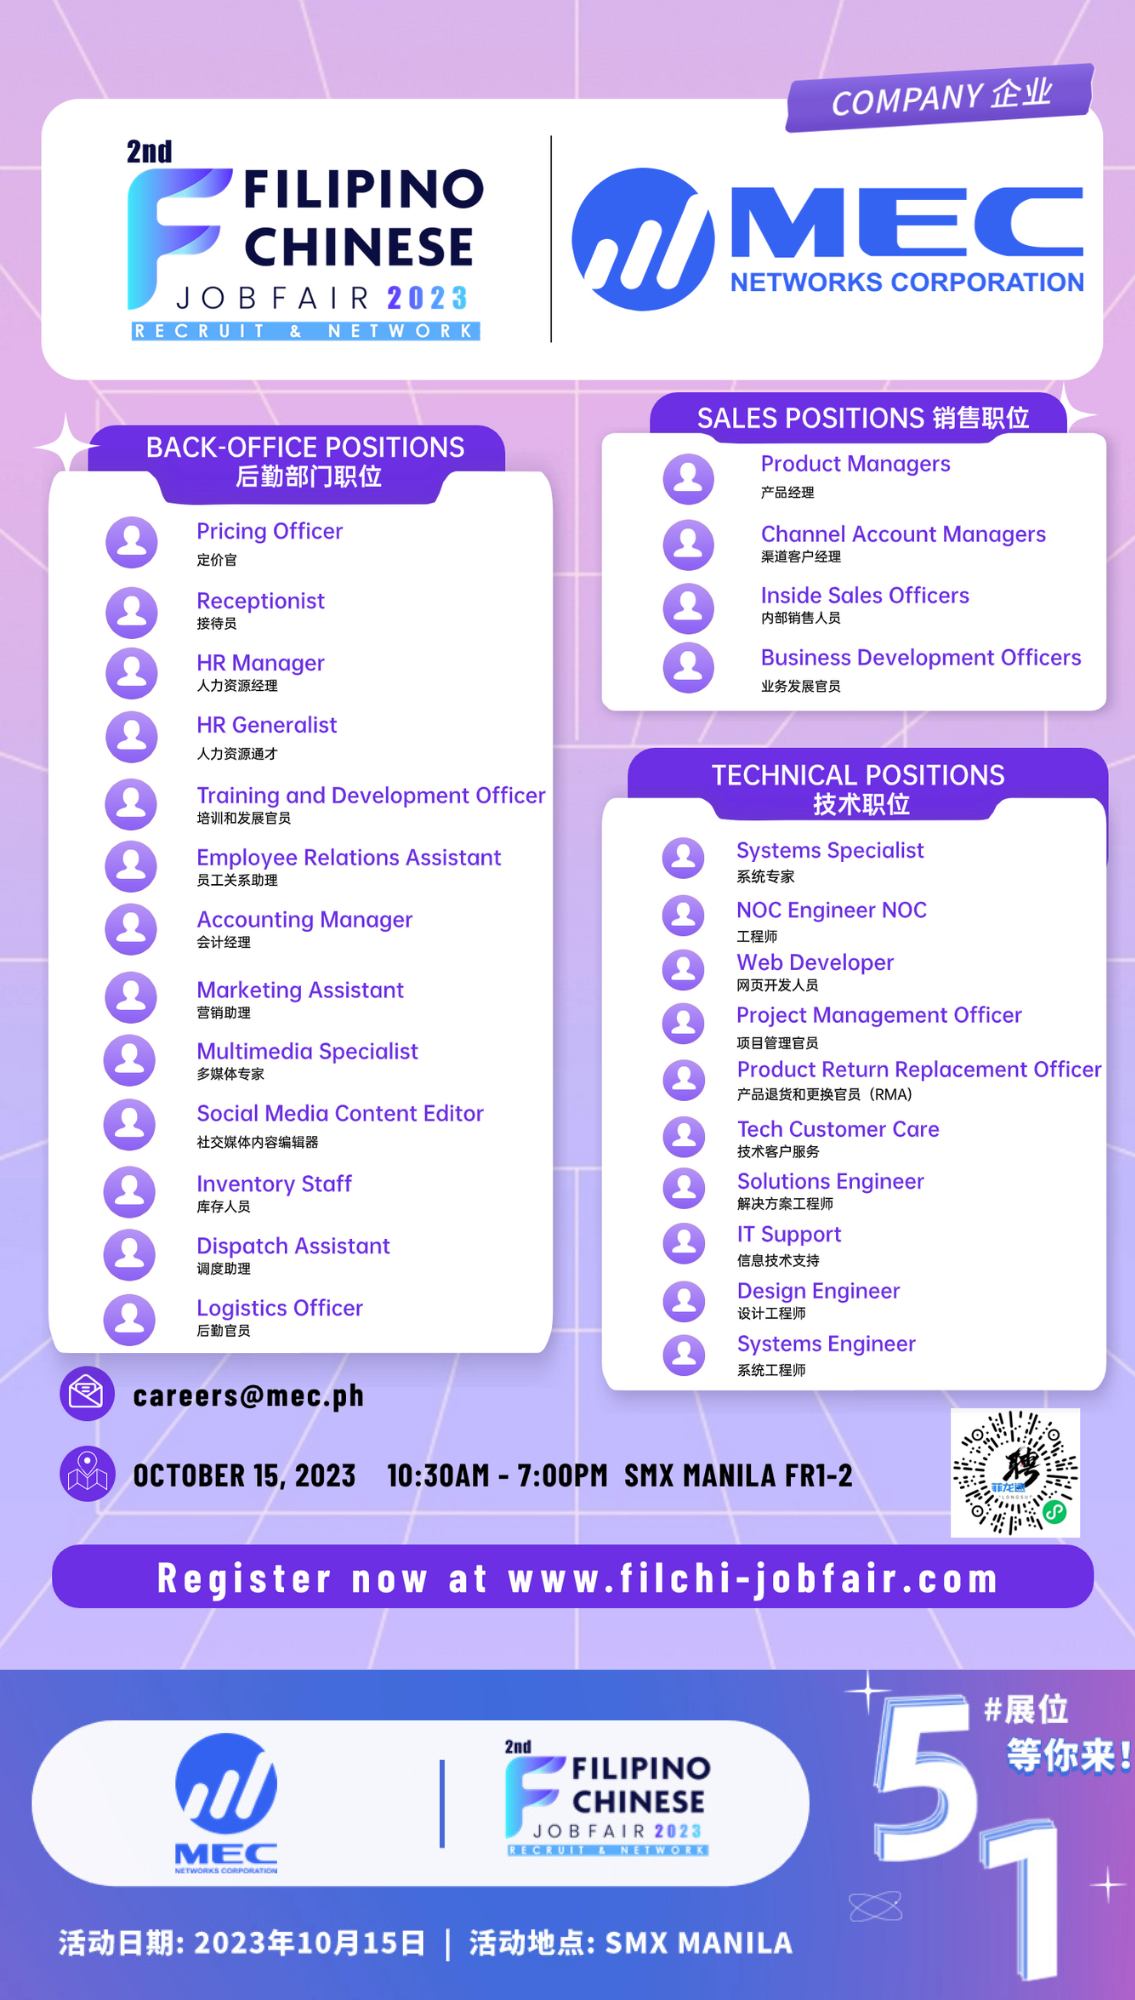 COMPANY 企业
2nd
FILIPINO
CHINESE
JOBFAIR 2023
RECRUIT & NETWORK
MEC
NETWORKS CORPORATION
BACK-OFFICE POSITIONS
后勤部门职位
Pricing Officer
定价官
Receptionist
接待员
HR Manager
人力资源经理
HR Generalist
人力资源通才
Training and Development Officer
培训和发展官员
Employee Relations Assistant
员工关系助理
Accounting Manager
会计经理
Marketing Assistant
营销助理
Multimedia Specialist
多媒体专家
Social Media Content Editor
社交媒体内容编辑器
Inventory Staff
库存人员
Dispatch Assistant
调度助理
Logistics Officer
后勤官员
SALES POSITIONS 销售职位
Product Managers
产品经理
Channel Account Managers
渠道客户经理
Inside Sales Officers
内部销售人员
Business Development Officers
业务发展官员
TECHNICAL POSITIONS
技术职位
Systems Specialist
系统专家
NOC Engineer NOC
工程师
Web Developer
网页开发人员
Project Management Officer
项目管理官员
Product Return Replacement Officer
产品退货和更换官员（RMA）
Tech Customer Care
技术客户服务
Solutions Engineer
解决方案工程师
IT Support
信息技术支持
Design Engineer
设计工程师
Systems Engineer
系统工程师
careers@mec.ph
OCTOBER 15, 2023 10:30AM - 7:00PM SMX MANILA FR1-2
聘
Register now at www.filchi-jobfair.com
MEC
NETWORKS CORPORATION
2nd
FILIPINO
CHINESE
JOBFAIR 2023
RECRUIT & NETWORK
51
#展位
等你来!
活动日期: 2023年10月15日 | 活动地点: SMX MANILA